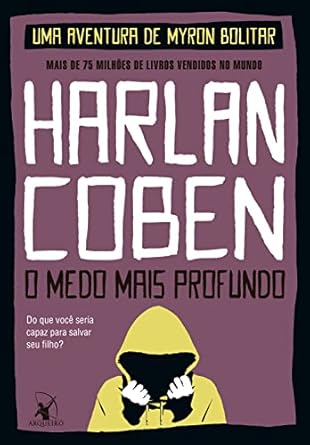 UMA AVENTURA DE MYRON BOLITAR
MAIS DE 75 MILHÕES DE LIVROS VENDIDOS NO MUNDO
HARLAN
COBEN
O MEDO MAIS PROFUNDO
Do que você seria
capaz para salvar
seu filho?
ARQUEIRO